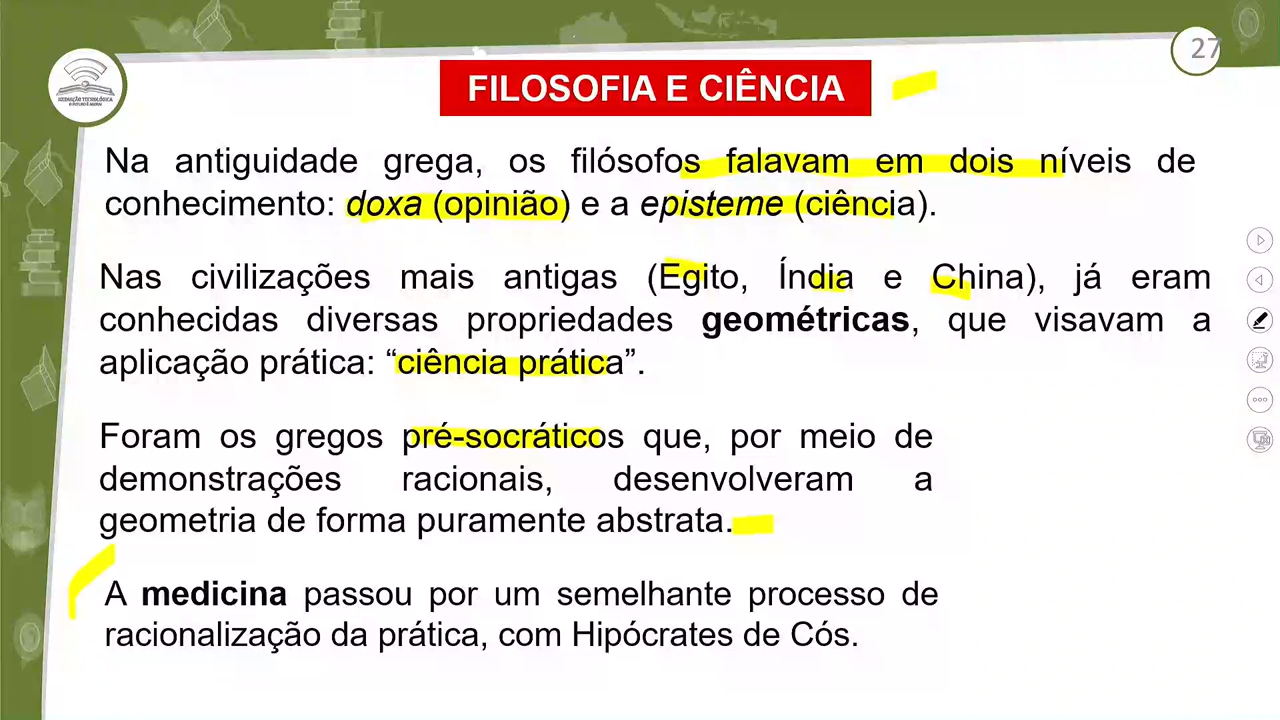 27
FILOSOFIA E CIÊNCIA
Na antiguidade grega, os filósofos falavam em dois níveis de
conhecimento: doxa (opinião) e a episteme (ciência).
Nas civilizações mais antigas (Egito, Índia e China), já eram
conhecidas diversas propriedades geométricas, que visavam a
aplicação prática: “ciência prática”.
Foram os gregos pré-socráticos que, por meio de
demonstrações racionais, desenvolveram a
geometria de forma puramente abstrata.
A medicina passou por um semelhante processo de
racionalização da prática, com Hipócrates de Cós.